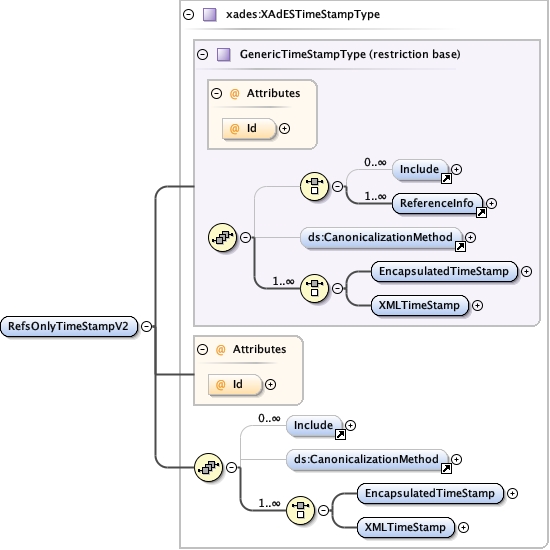 xades:XAdESTimeStampType
GenericTimeStampType (restriction base)
@ Attributes
@ Id
0..∞
Include
1..∞
ReferenceInfo
ds:CanonicalizationMethod
1..∞
EncapsulatedTimeStamp
XMLTimeStamp
RefsOnlyTimeStampV2
@ Attributes
@ Id
0..∞
Include
ds:CanonicalizationMethod
1..∞
EncapsulatedTimeStamp
XMLTimeStamp